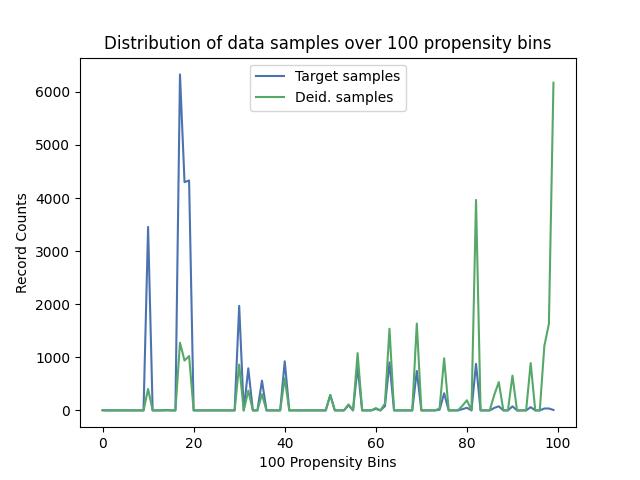 Distribution of data samples over 100 propensity bins
Target samples
Deid. samples
Record Counts
6000
5000
4000
3000
2000
1000
0
0 20 40 60 80 100
100 Propensity Bins